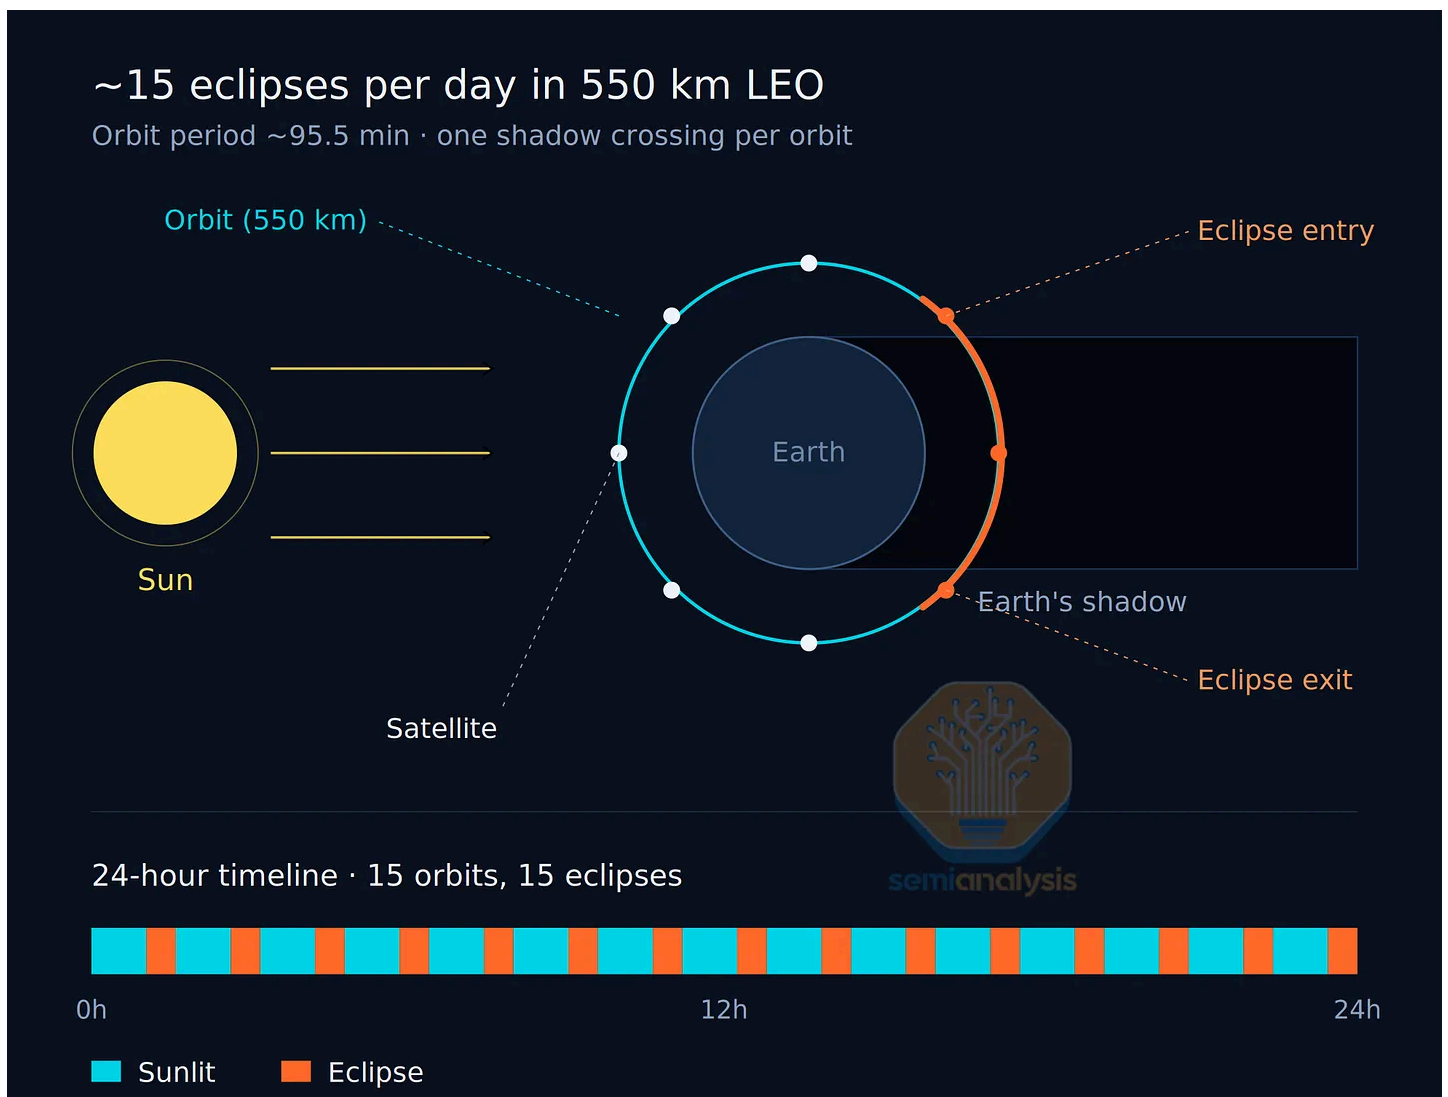 ~15 eclipses per day in 550 km LEO
Orbit period ~95.5 min · one shadow crossing per orbit
Orbit (550 km)
Eclipse entry
Earth
Sun
Earth's shadow
Eclipse exit
Satellite
semianalysis
24-hour timeline · 15 orbits, 15 eclipses
0h
12h
24h
Sunlit
Eclipse